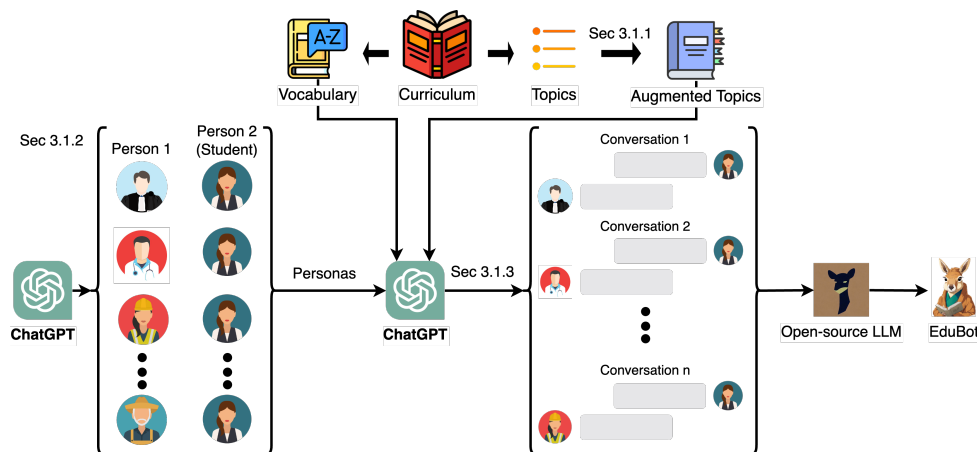 A-Z
Sec 3.1.1
Vocabulary
Curriculum
Topics
Augmented Topics
Sec 3.1.2
Person 1
Person 2
(Student)
Conversation 1
Conversation 2
Personas
Sec 3.1.3
ChatGPT
ChatGPT
Open-source LLM
EduBot
Conversation n